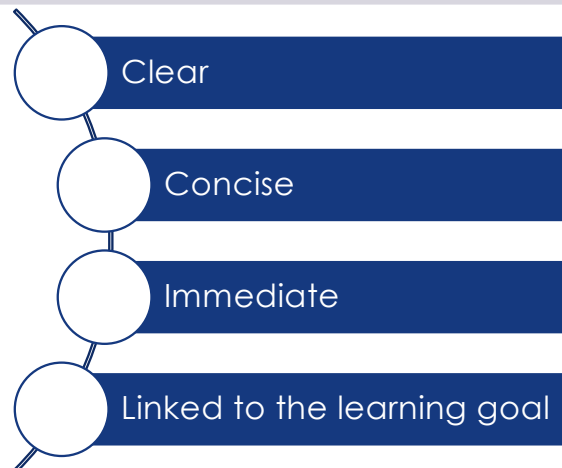 Clear
Concise
Immediate
Linked to the learning goal